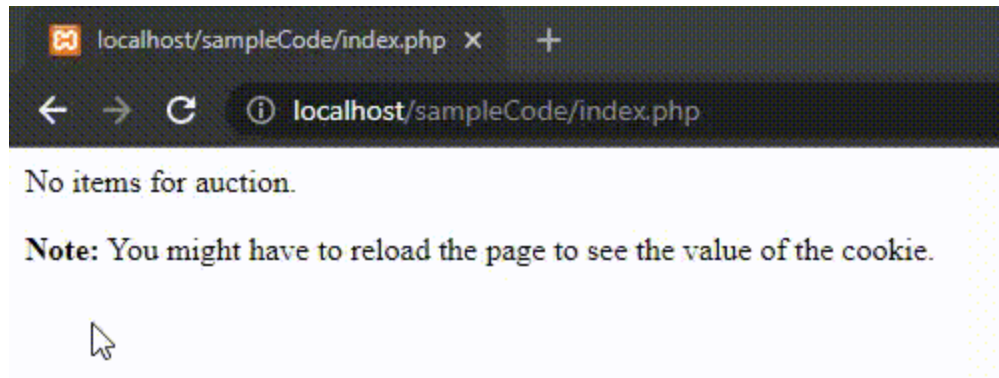 localhost/sampleCode/index.php
localhost/sampleCode/index.php
No items for auction.
Note: You might have to reload the page to see the value of the cookie.